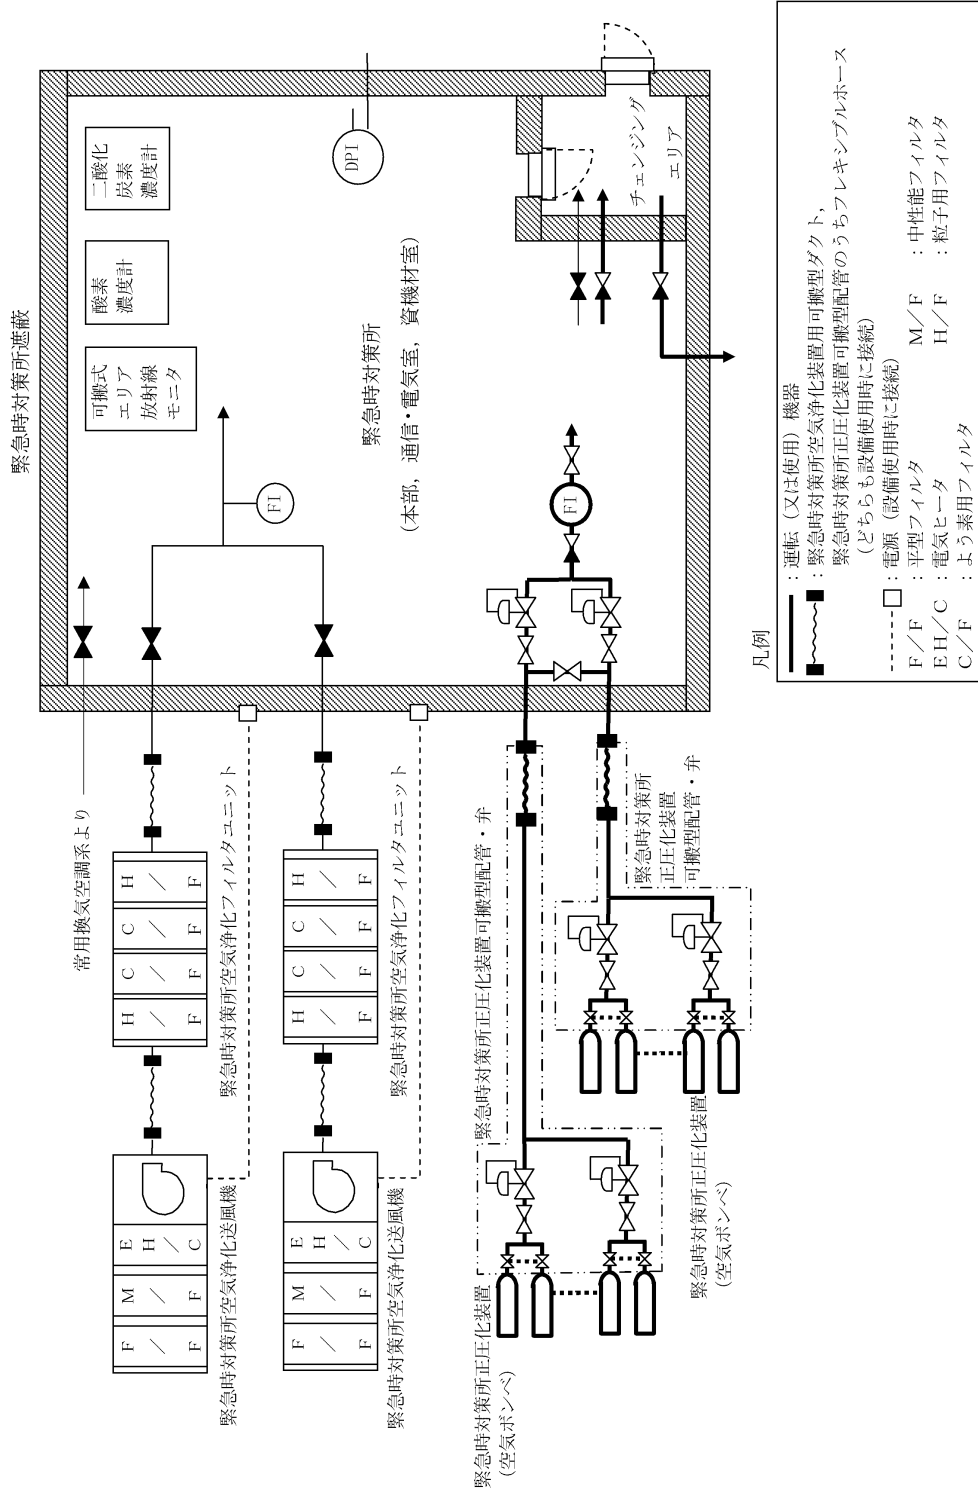 緊急時対策所遮蔽
可搬式
エリア
放射線
モニタ
酸素
濃度計
二酸化
炭素
濃度計
DPI
常用換気空調系より
FI
緊急時対策所
(本部，通信・電気室，資機材室)
チェンジング
エリア
F/F
M/F
EH/C
H/F
C/F
C/F
H/F
緊急時対策所空気浄化送風機
緊急時対策所空気浄化フィルタユニット
F/F
M/F
EH/C
H/F
C/F
C/F
H/F
緊急時対策所空気浄化送風機
緊急時対策所空気浄化フィルタユニット
緊急時対策所正圧化装置
(空気ボンベ)
緊急時対策所正圧化装置可搬型配管・弁
FI
緊急時対策所
正圧化装置
可搬型配管・弁
緊急時対策所正圧化装置
(空気ボンベ)
凡例
：運転（又は使用）機器
：緊急時対策所空気浄化装置用可搬型ダクト，
緊急時対策所正圧化装置可搬型配管のうちフレキシブルホース
（どちらも設備使用時に接続）
：電源（設備使用時に接続）
F/F ：平型フィルタ M/F ：中性能フィルタ
EH/C ：電気ヒータ H/F ：粒子用フィルタ
C/F ：よう素用フィルタ